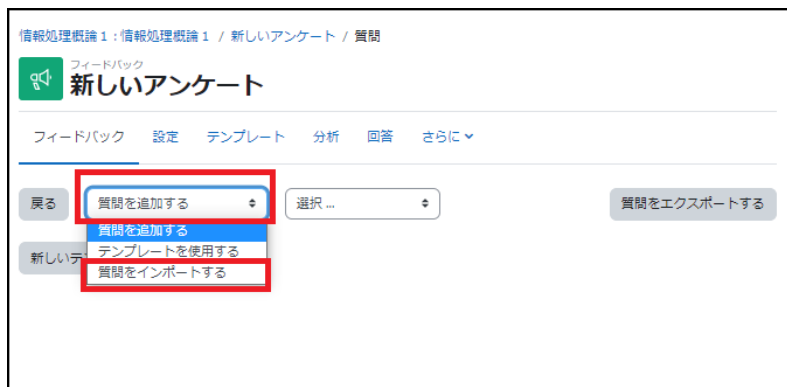 情報処理概論1:情報処理概論1 / 新しいアンケート / 質問
フィードバック
新しいアンケート
フィードバック 設定 テンプレート 分析 回答 さらに
戻る 質問を追加する 選択 ... 質問をエクスポートする
質問を追加する
新しいテ テンプレートを使用する
質問をインポートする